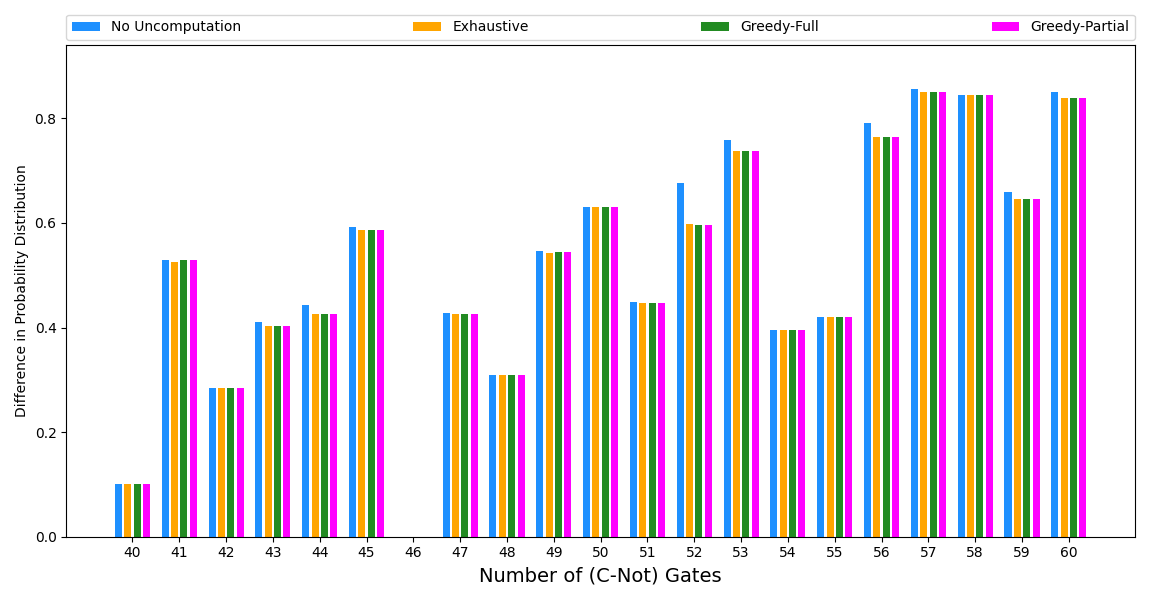 No Uncomputation Exhaustive Greedy-Full Greedy-Partial
Difference in Probability Distribution
0.8
0.6
0.4
0.2
0.0
40 41 42 43 44 45 46 47 48 49 50 51 52 53 54 55 56 57 58 59 60
Number of (C-Not) Gates